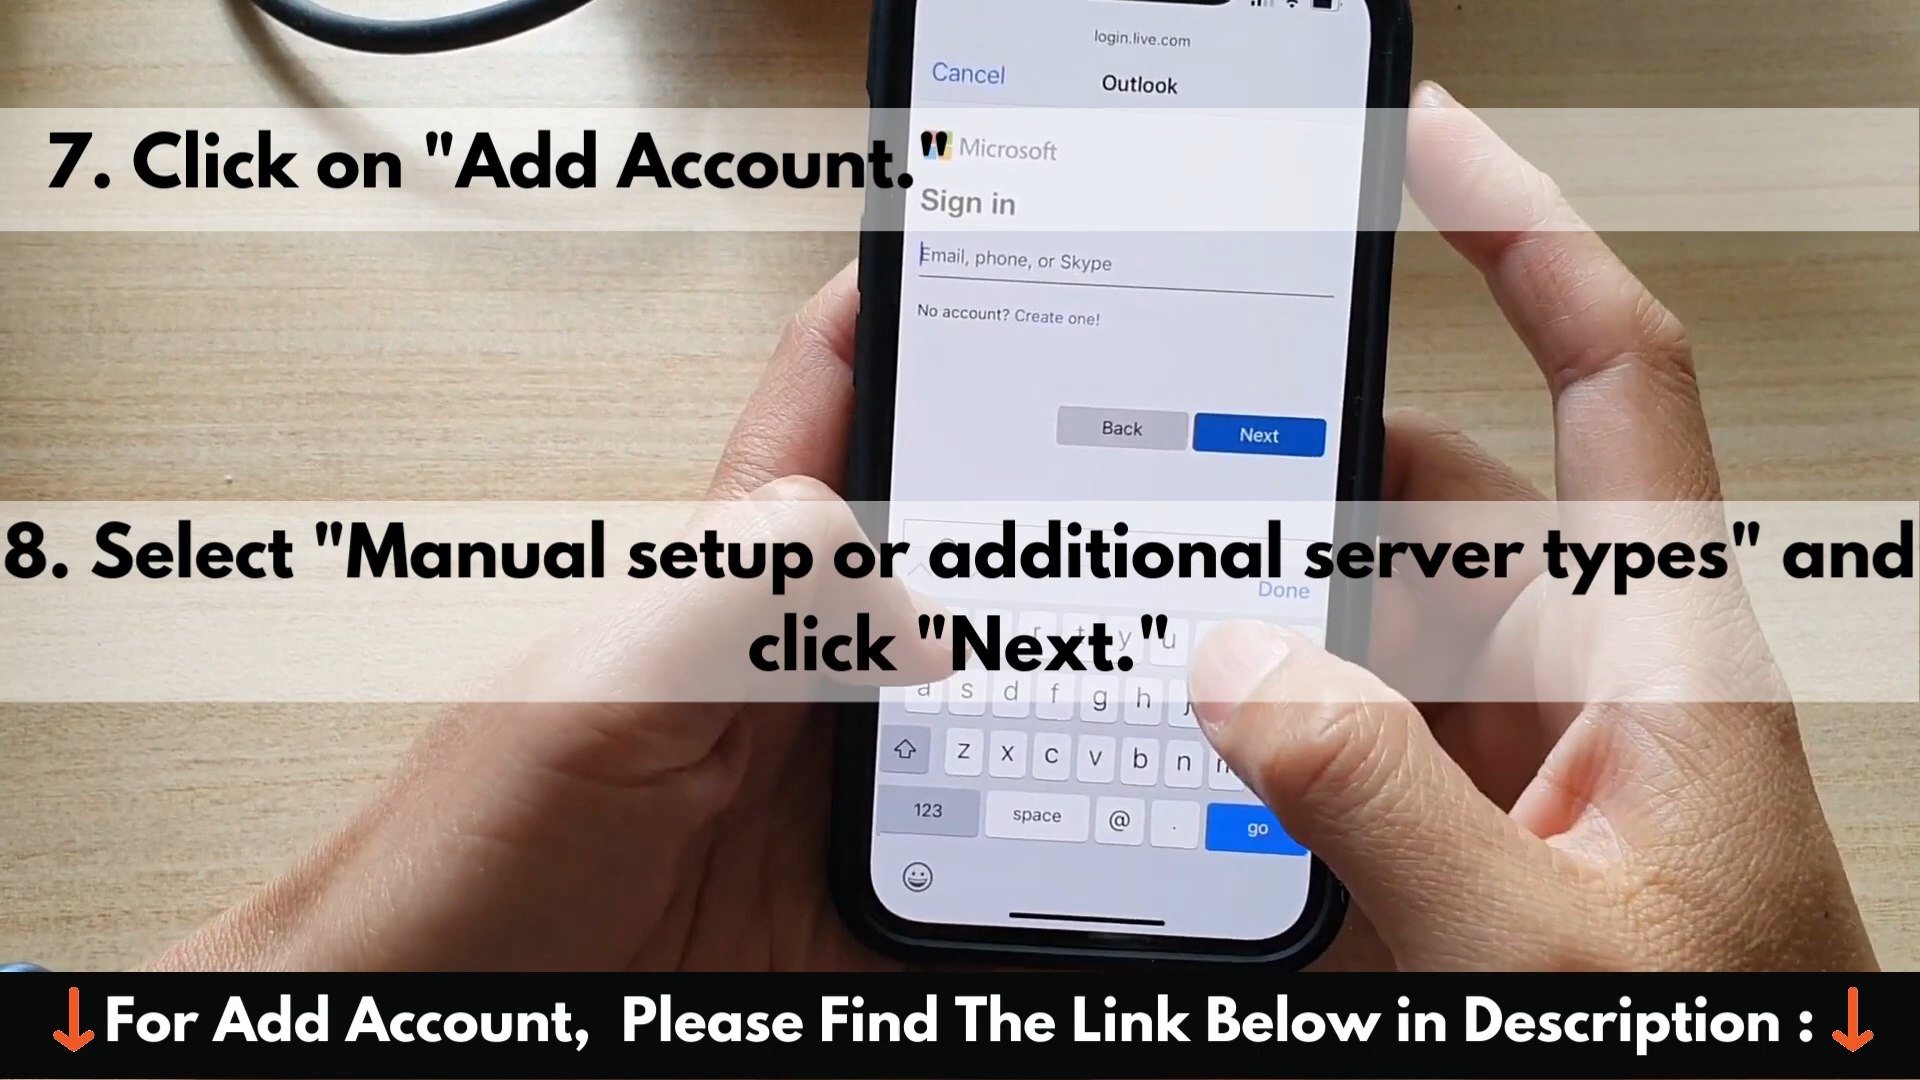 login.live.com
Cancel
Outlook
7. Click on "Add Account."
Microsoft
Sign in
Email, phone, or Skype
No account? Create one!
Back
Next
8. Select "Manual setup or additional server types" and
click "Next."
Done
r t y u
a s d f g h j
z x c v b n m
123
space
@
.
go
For Add Account, Please Find The Link Below in Description :